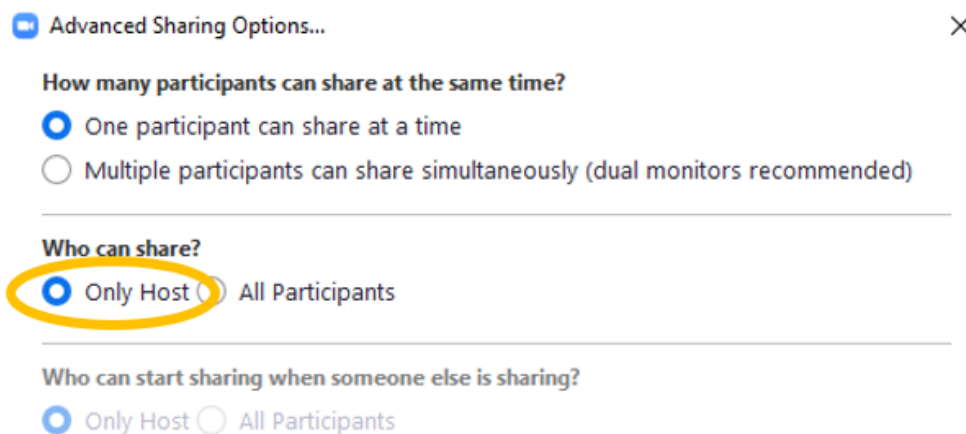 Advanced Sharing Options...
How many participants can share at the same time?
One participant can share at a time
Multiple participants can share simultaneously (dual monitors recommended)
Who can share?
Only Host All Participants
Who can start sharing when someone else is sharing?
Only Host All Participants